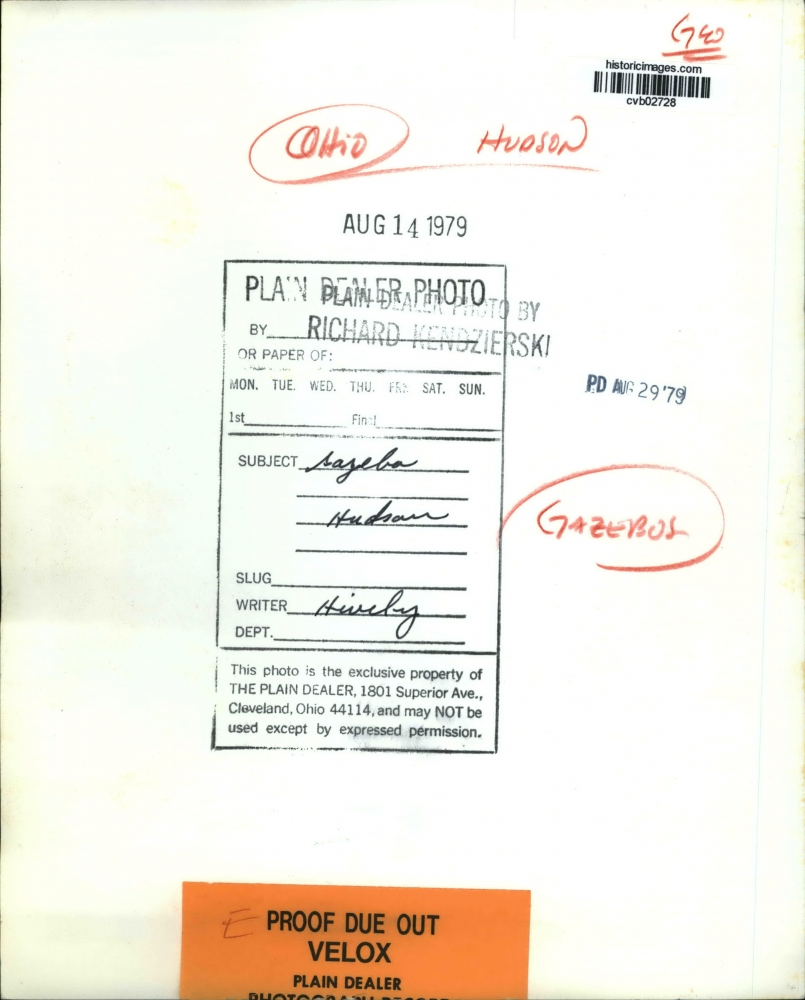 GEO
historicimages.com
cvb02728
OHIO HUDSON
AUG 14 1979
PLAIN DEALER PHOTO
PLAIN DEALER PHOTO BY
BY RICHARD KENDZIERSKI
OR PAPER OF:
MON. TUE. WED. THU. FRI. SAT. SUN.
PD AUG 29 '79
1st Final
SUBJECT Gazebo
Hudson
GAZEBOS
SLUG
WRITER Hively
DEPT.
This photo is the exclusive property of
THE PLAIN DEALER, 1801 Superior Ave.,
Cleveland, Ohio 44114, and may NOT be
used except by expressed permission.
E PROOF DUE OUT
VELOX
PLAIN DEALER